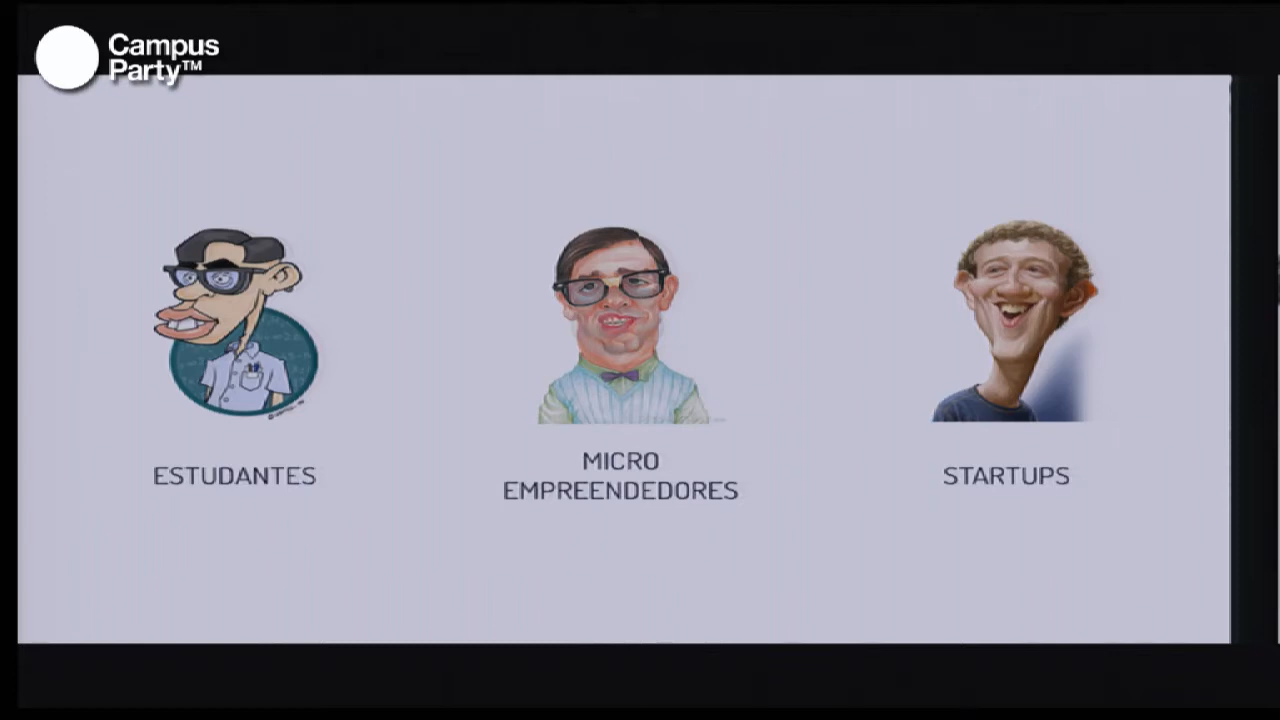 Campus
Party™
ESTUDANTES
MICRO
EMPREENDEDORES
STARTUPS